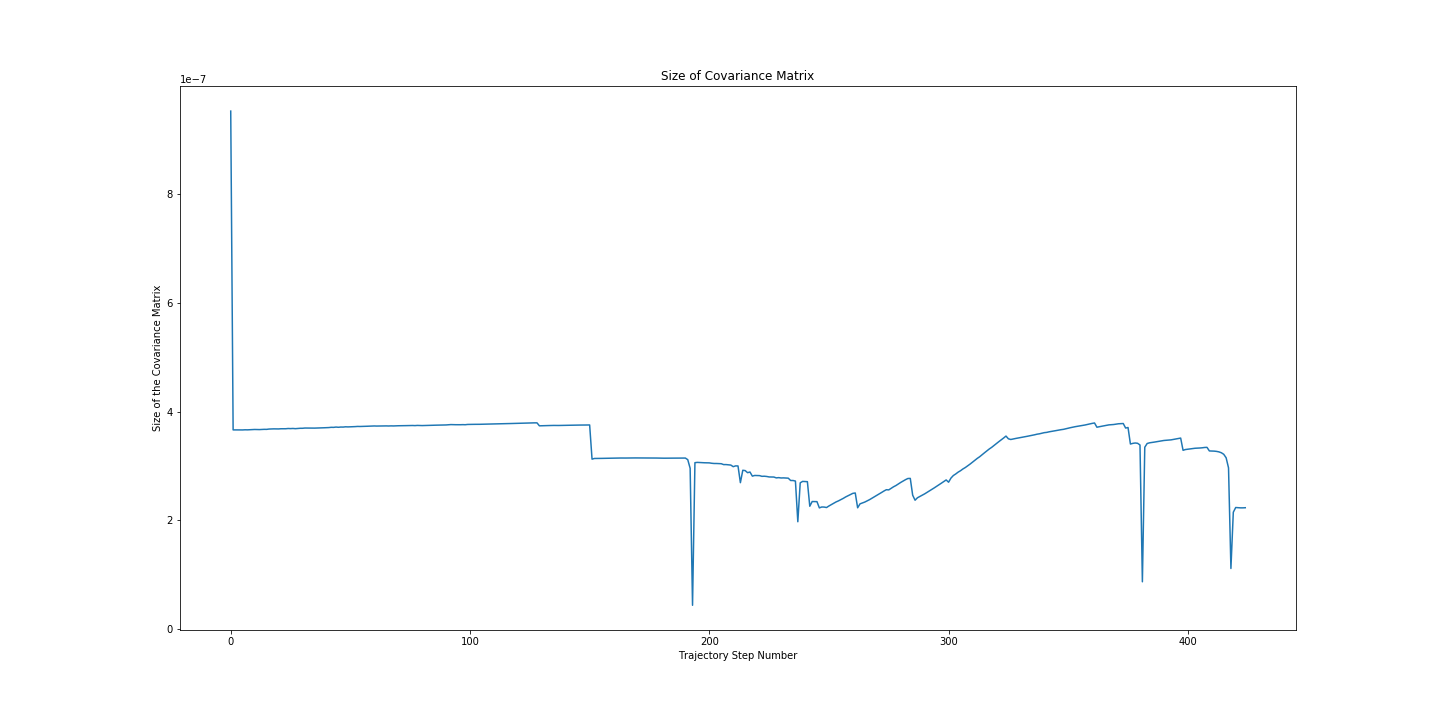 Size of Covariance Matrix
1e−7
8
6
4
2
0
Size of the Covariance Matrix
0 100 200 300 400
Trajectory Step Number